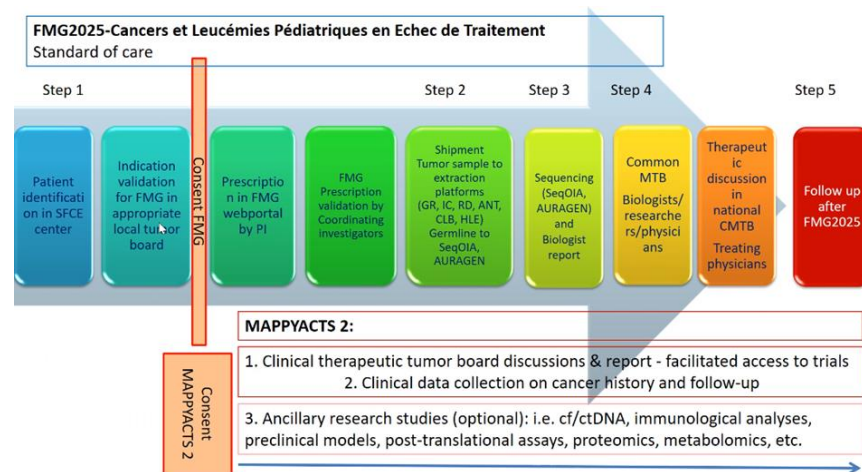 FMG2025-Cancers et Leucémies Pédiatriques en Echec de Traitement
Standard of care
Step 1
Step 2
Step 3
Step 4
Step 5
Patient
identificati
on in SFCE
center
Indication
validation
for FMG in
appropriate
local tumor
board
Consent FMG
Prescriptio
n in FMG
webportal
by PI
FMG
Prescription
validation by
Coordinating
investigators
Shipment
Tumor sample to
extraction
platforms
(GR, IC, RD, ANT,
CLB, HLE)
Germline to
SeqOIA,
AURAGEN
Sequencing
(SeqOIA,
AURAGEN)
and
Biologist
report
Common
MTB
Biologists/
researche
rs/physici
ans
Therapeut
ic
discussion
in
national
CMTB
Treating
physicians
Follow up
after
FMG2025
Consent
MAPPYACTS 2
MAPPYACTS 2:
1. Clinical therapeutic tumor board discussions & report - facilitated access to trials
2. Clinical data collection on cancer history and follow-up
3. Ancillary research studies (optional): i.e. cf/ctDNA, immunological analyses,
preclinical models, post-translational assays, proteomics, metabolomics, etc.